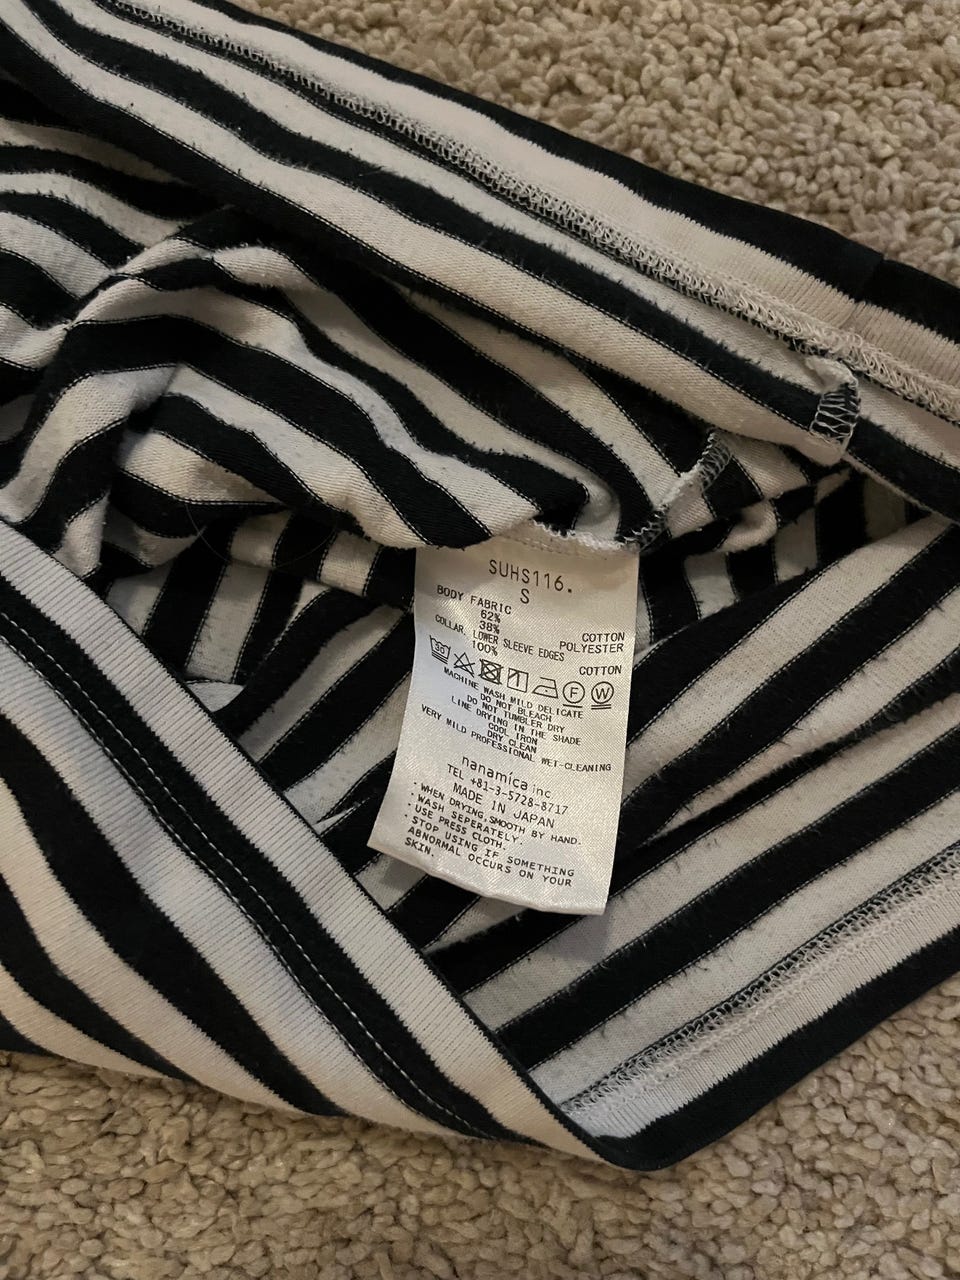 SUHS116.
S
BODY FABRIC
62% COTTON
38% POLYESTER
COLLAR, LOWER SLEEVE EDGES
100% COTTON
30 F W
MACHINE WASH MILD DELICATE
DO NOT BLEACH
DO NOT TUMBLER DRY
LINE DRYING IN THE SHADE
COOL IRON
DRY CLEAN
VERY MILD PROFESSIONAL WET-CLEANING
nanamica inc
TEL +81-3-5728-8717
MADE IN JAPAN
・WHEN DRYING, SMOOTH BY HAND.
・WASH SEPERATELY.
・USE PRESS CLOTH.
・STOP USING IF SOMETHING
ABNORMAL OCCURS ON YOUR
SKIN.